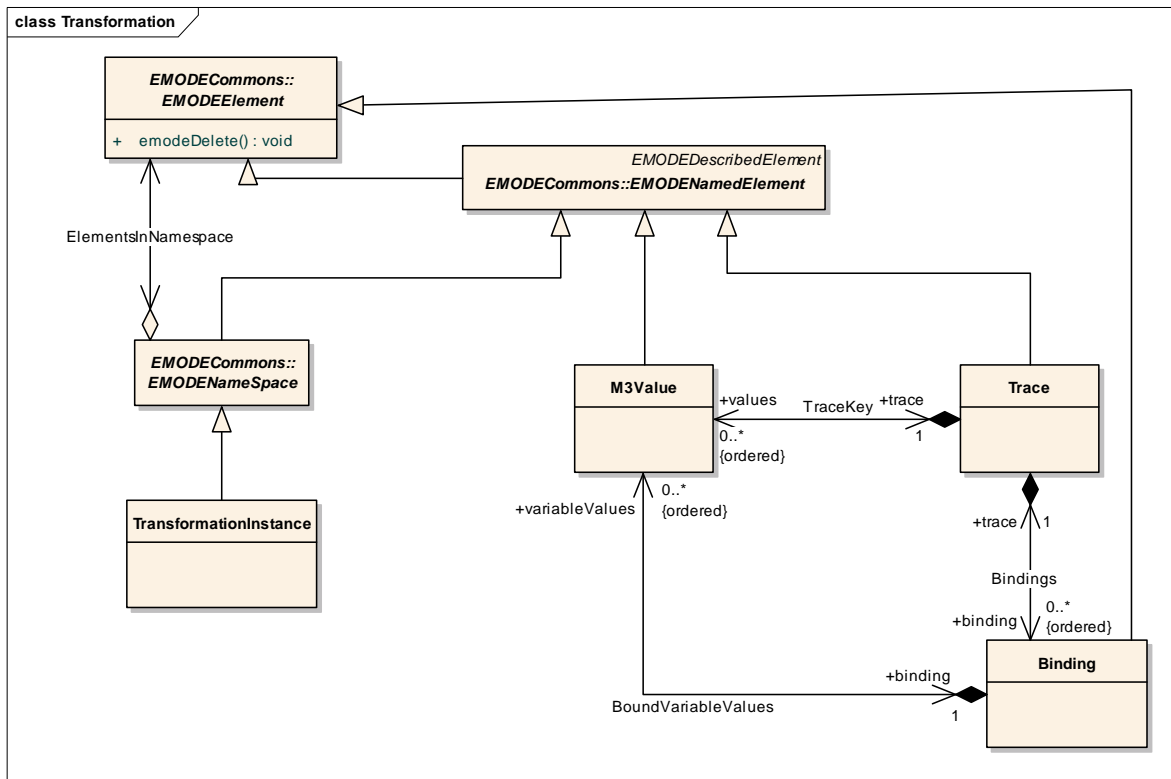 class Transformation
EMODECommons::
EMODEElement
+ emodeDelete() : void
EMODEDescribedElement
EMODECommons::EMODENamedElement
ElementsInNamespace
EMODECommons::
EMODENameSpace
M3Value
Trace
+values
TraceKey
+trace
0..*
1
{ordered}
TransformationInstance
+variableValues
0..*
{ordered}
+trace
1
Bindings
+binding
0..*
{ordered}
Binding
+binding
1
BoundVariableValues